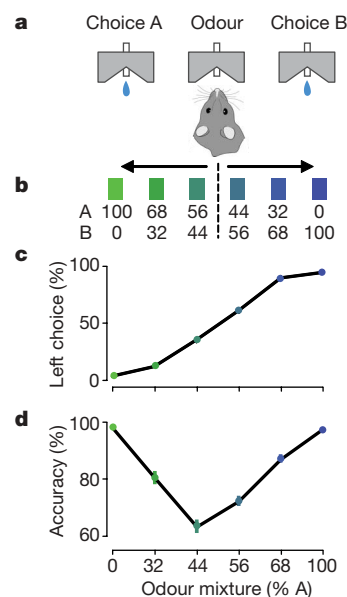 a
Choice A Odour Choice B
b
A 100 68 56 44 32 0
B 0 32 44 56 68 100
c
Left choice (%)
100
50
0
d
Accuracy (%)
100
80
60
0 32 44 56 68 100
Odour mixture (% A)